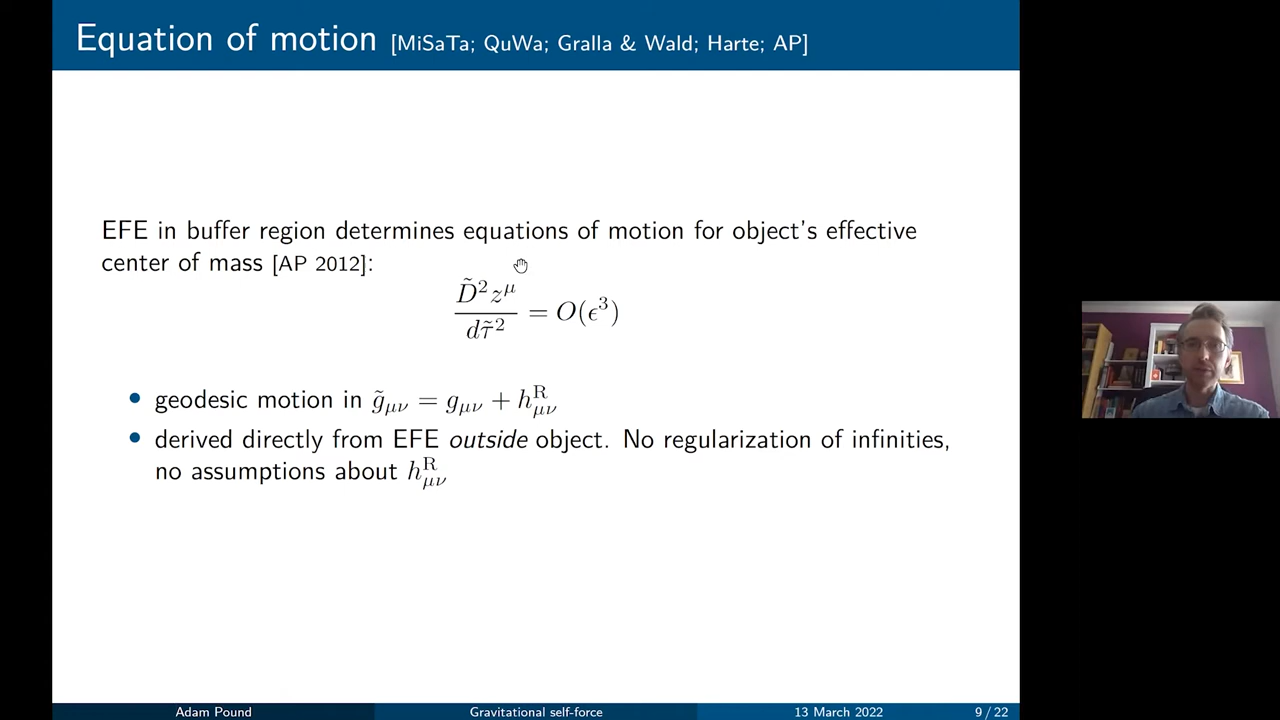 Equation of motion [MiSaTa; QuWa; Gralla & Wald; Harte; AP]
EFE in buffer region determines equations of motion for object's effective
center of mass [AP 2012]:
D̃²z^μ / dτ̃² = O(ϵ³)
• geodesic motion in g̃_μν = g_μν + h^R_μν
• derived directly from EFE outside object. No regularization of infinities,
no assumptions about h^R_μν
Adam Pound Gravitational self-force 13 March 2022 9 / 22